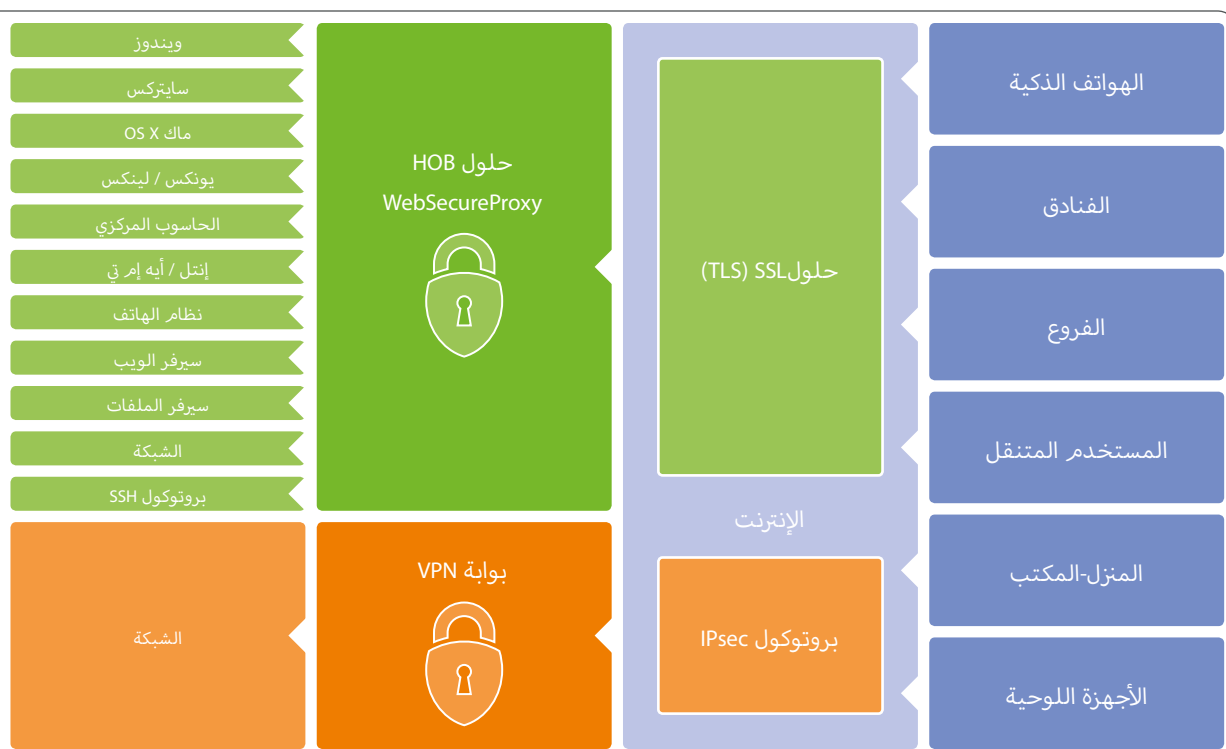 الهواتف الذكية
الفنادق
الفروع
المستخدم المتنقل
المنزل-المكتب
الأجهزة اللوحية
حلولSSL (TLS)
الإنترنت
بروتوكول IPsec
حلول HOB
WebSecureProxy
بوابة VPN
ويندوز
سايتركس
ماك OS X
يونكس / لينكس
الحاسوب المركزي
إنتل / أيه إم تي
نظام الهاتف
سيرفر الويب
سيرفر الملفات
الشبكة
بروتوكول SSH
الشبكة